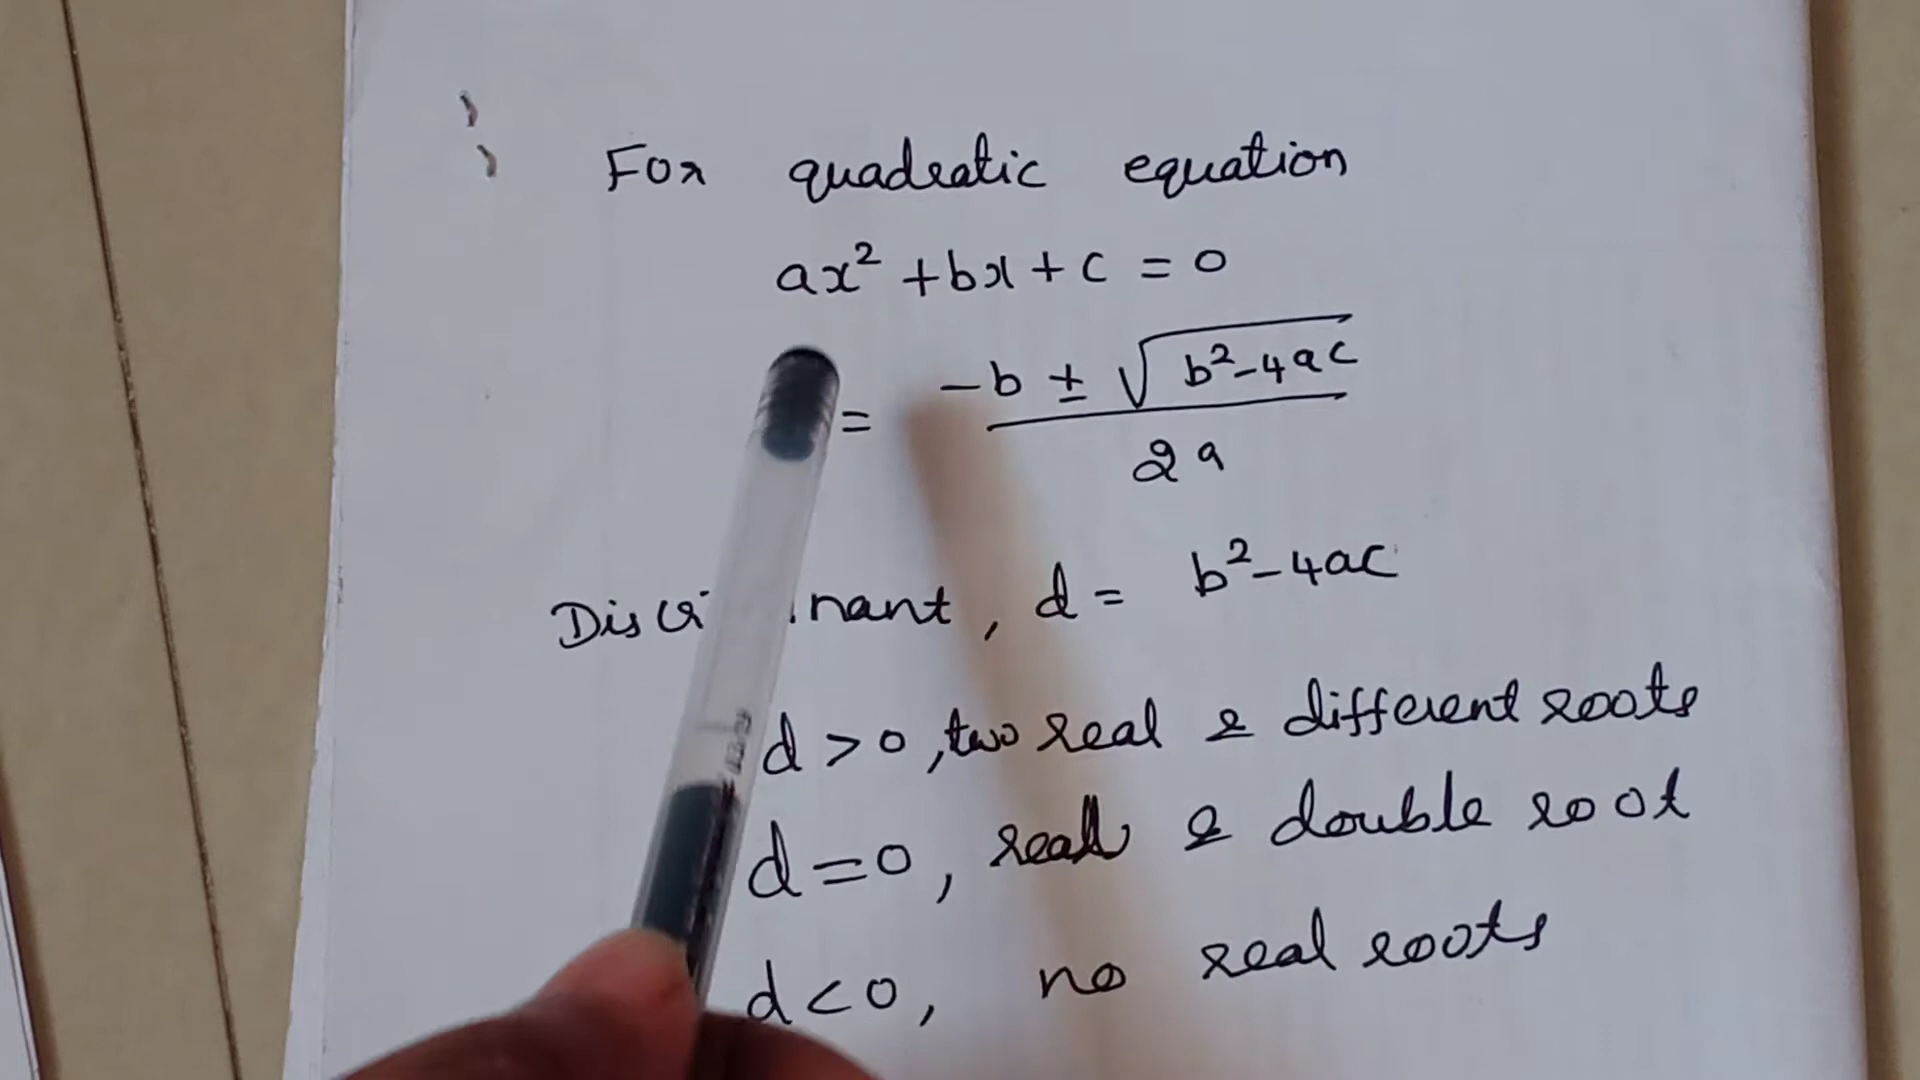 For quadratic equation
ax² + bx + c = 0
= -b ± √b²-4ac
2a
, d = b²-4ac
d > 0, two real & different roots
d = 0, real & double root
d < 0, no real roots